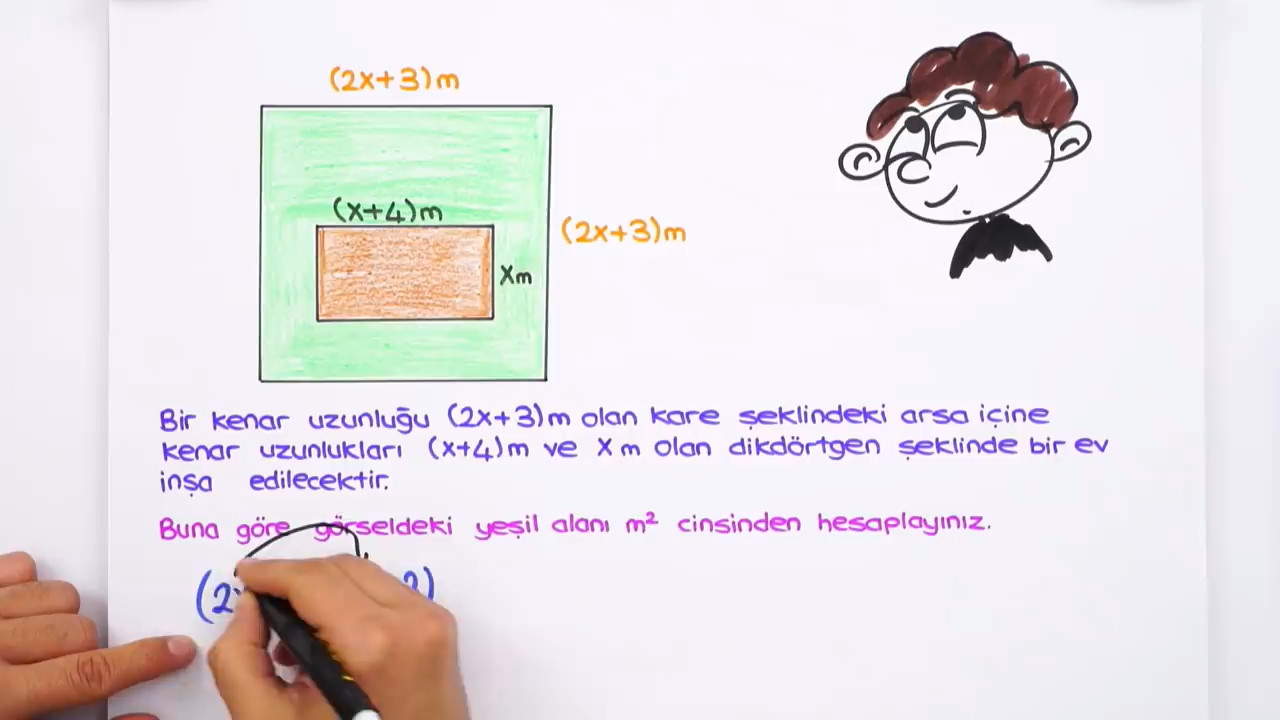 (2x+3)m
(x+4)m
(2x+3)m
Xm
Bir kenar uzunluğu (2x+3)m olan kare şeklindeki arsa içine
kenar uzunlukları (x+4)m ve Xm olan dikdörtgen şeklinde bir ev
inşa edilecektir.
Buna göre görseldeki yeşil alanı m² cinsinden hesaplayınız.